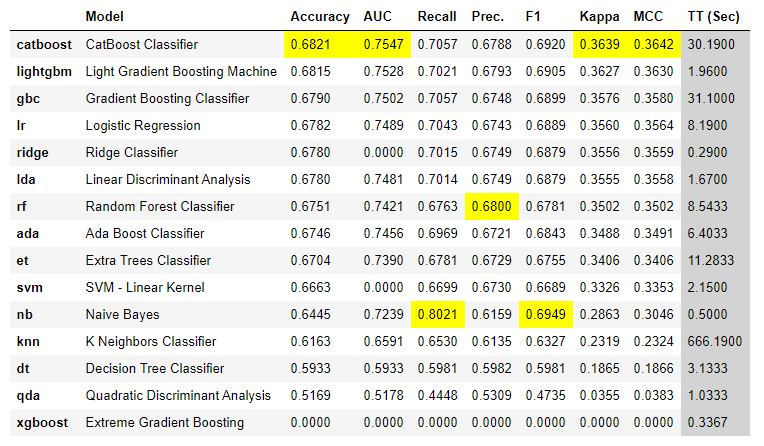 Model Accuracy AUC Recall Prec. F1 Kappa MCC TT (Sec)
catboost CatBoost Classifier 0.6821 0.7547 0.7057 0.6788 0.6920 0.3639 0.3642 30.1900
lightgbm Light Gradient Boosting Machine 0.6815 0.7528 0.7021 0.6793 0.6905 0.3627 0.3630 1.9600
gbc Gradient Boosting Classifier 0.6790 0.7502 0.7057 0.6748 0.6899 0.3576 0.3580 31.1000
lr Logistic Regression 0.6782 0.7489 0.7043 0.6743 0.6889 0.3560 0.3564 8.1900
ridge Ridge Classifier 0.6780 0.0000 0.7015 0.6749 0.6879 0.3556 0.3559 0.2900
lda Linear Discriminant Analysis 0.6780 0.7481 0.7014 0.6749 0.6879 0.3555 0.3558 1.6700
rf Random Forest Classifier 0.6751 0.7421 0.6763 0.6800 0.6781 0.3502 0.3502 8.5433
ada Ada Boost Classifier 0.6746 0.7456 0.6969 0.6721 0.6843 0.3488 0.3491 6.4033
et Extra Trees Classifier 0.6704 0.7390 0.6781 0.6729 0.6755 0.3406 0.3406 11.2833
svm SVM - Linear Kernel 0.6663 0.0000 0.6699 0.6730 0.6689 0.3326 0.3353 2.1500
nb Naive Bayes 0.6445 0.7239 0.8021 0.6159 0.6949 0.2863 0.3046 0.5000
knn K Neighbors Classifier 0.6163 0.6591 0.6530 0.6135 0.6327 0.2319 0.2324 666.1900
dt Decision Tree Classifier 0.5933 0.5933 0.5981 0.5982 0.5981 0.1865 0.1866 3.1333
qda Quadratic Discriminant Analysis 0.5169 0.5178 0.4448 0.5309 0.4735 0.0355 0.0383 1.0333
xgboost Extreme Gradient Boosting 0.0000 0.0000 0.0000 0.0000 0.0000 0.0000 0.0000 0.3367